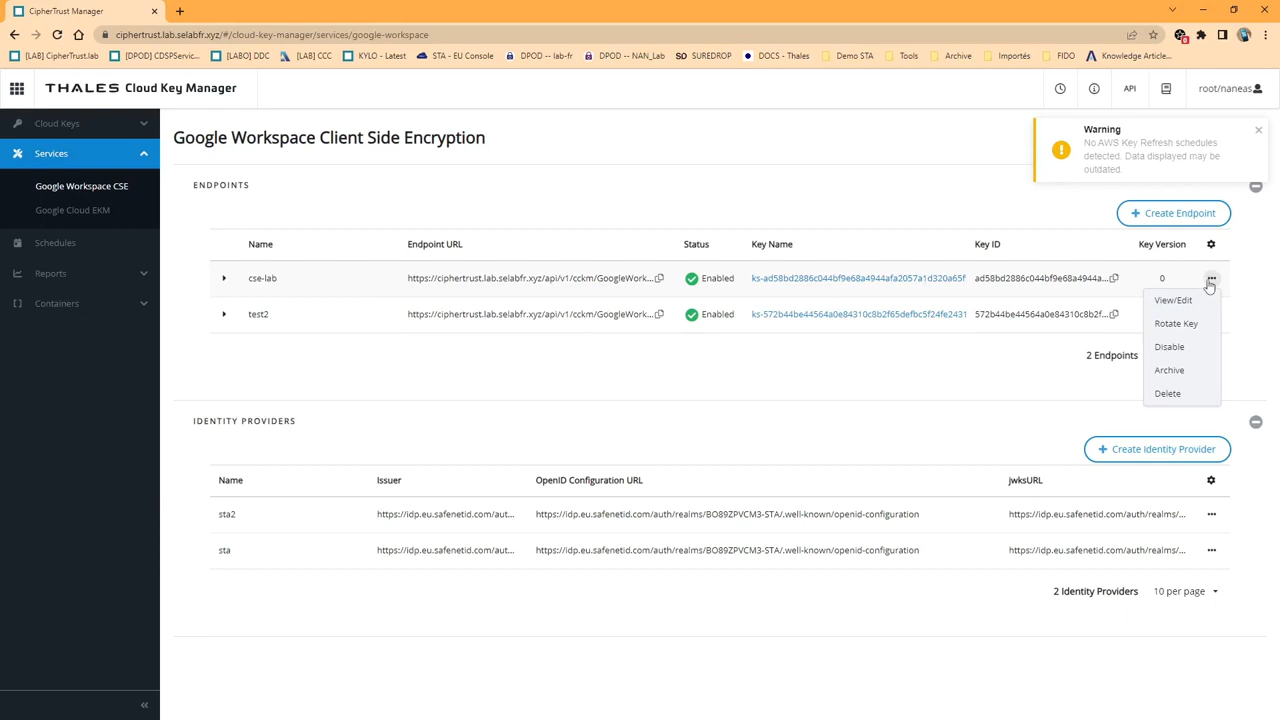 CipherTrust Manager
ciphertrust.lab.selabfr.xyz/#/cloud-key-manager/services/google-workspace
[LAB] CipherTrust.lab
[DPOD] CDSPServic...
[LABO] DDC
[LAB] CCC
KYLO - Latest
STA - EU Console
DPOD -- lab-fr
DPOD -- NAN_Lab
SUREDROP
DOCS - Thales
Demo STA
Tools
Archive
Importés
FIDO
Knowledge Article...
THALES Cloud Key Manager
API
root/naneas
Cloud Keys
Services
Google Workspace CSE
Google Cloud EKM
Schedules
Reports
Containers
Google Workspace Client Side Encryption
Warning
No AWS Key Refresh schedules
detected. Data displayed may be
outdated.
ENDPOINTS
Create Endpoint
Name Endpoint URL Status Key Name Key ID Key Version
cse-lab https://ciphertrust.lab.selabfr.xyz/api/v1/cckm/GoogleWork... Enabled ks-ad58bd2886c044bf9e68a4944afa2057a1d320a65f ad58bd2886c044bf9e68a4944a... 0
test2 https://ciphertrust.lab.selabfr.xyz/api/v1/cckm/GoogleWork... Enabled ks-572b44be44564a0e84310c8b2f65defbc5f24fe2431 572b44be44564a0e84310c8b2f...
View/Edit
Rotate Key
Disable
Archive
Delete
2 Endpoints
IDENTITY PROVIDERS
Create Identity Provider
Name Issuer OpenID Configuration URL jwksURL
sta2 https://idp.eu.safenetid.com/aut... https://idp.eu.safenetid.com/auth/realms/BO89ZPVCM3-STA/.well-known/openid-configuration https://idp.eu.safenetid.com/auth/realms/...
sta https://idp.eu.safenetid.com/aut... https://idp.eu.safenetid.com/auth/realms/BO89ZPVCM3-STA/.well-known/openid-configuration https://idp.eu.safenetid.com/auth/realms/...
2 Identity Providers 10 per page